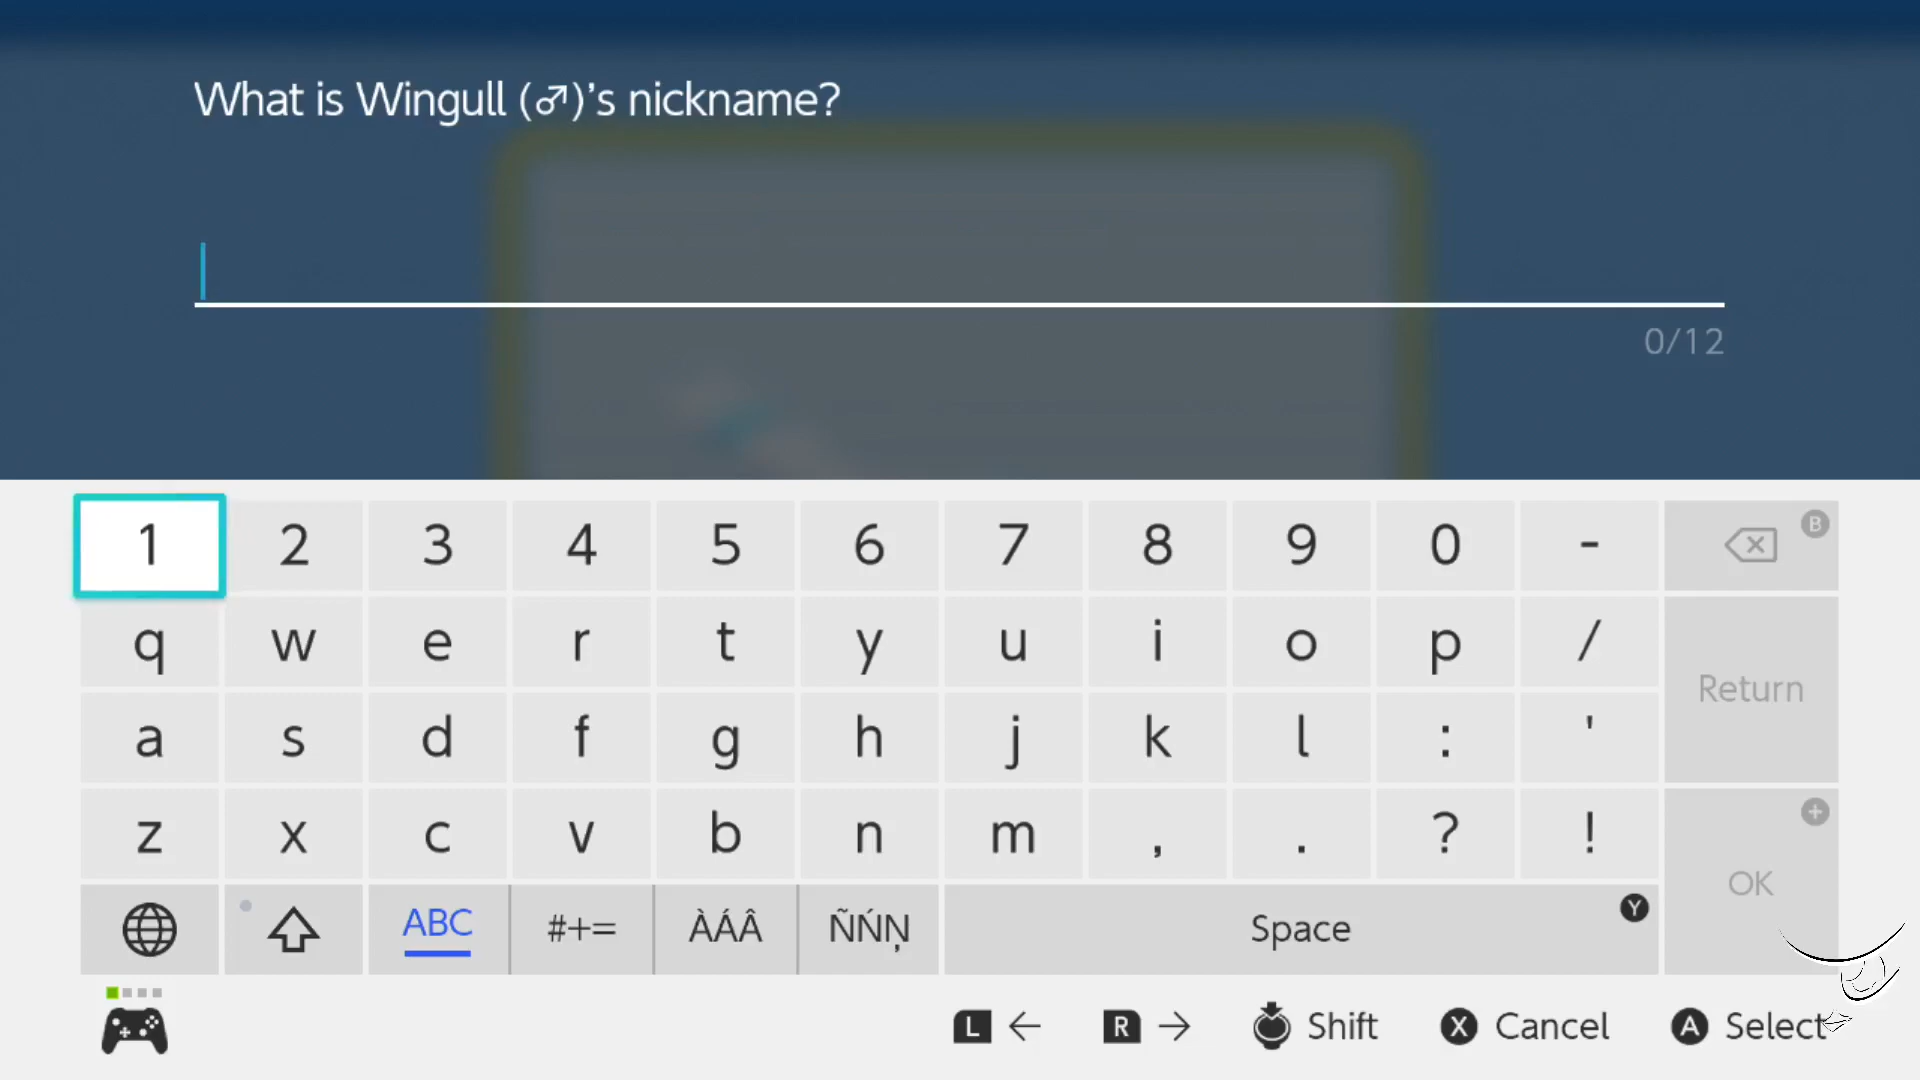 What is Wingull (♂)’s nickname?
0/12
1 2 3 4 5 6 7 8 9 0 - B
q w e r t y u i o p /
Return
a s d f g h j k l : '
z x c v b n m , . ? ! +
OK
ABC #+= ÀÁÂ ÑŃŅ Space Y
L ← R → Shift X Cancel A Select